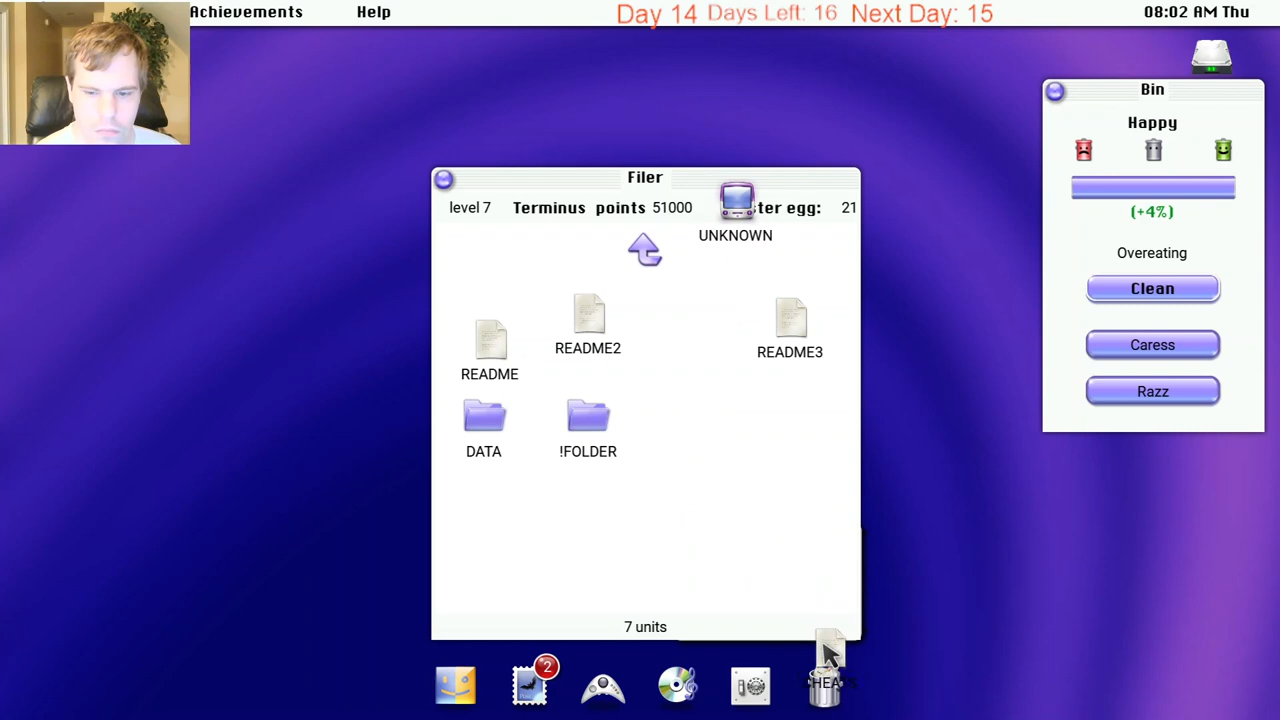 Achievements Help Day 14 Days Left: 16 Next Day: 15 08:02 AM Thu
Bin
Happy
(+4%)
Overeating
Clean
Caress
Razz
Filer
level 7 Terminus points 51000 ter egg: 21
UNKNOWN
README2
README3
README
DATA
!FOLDER
7 units
2